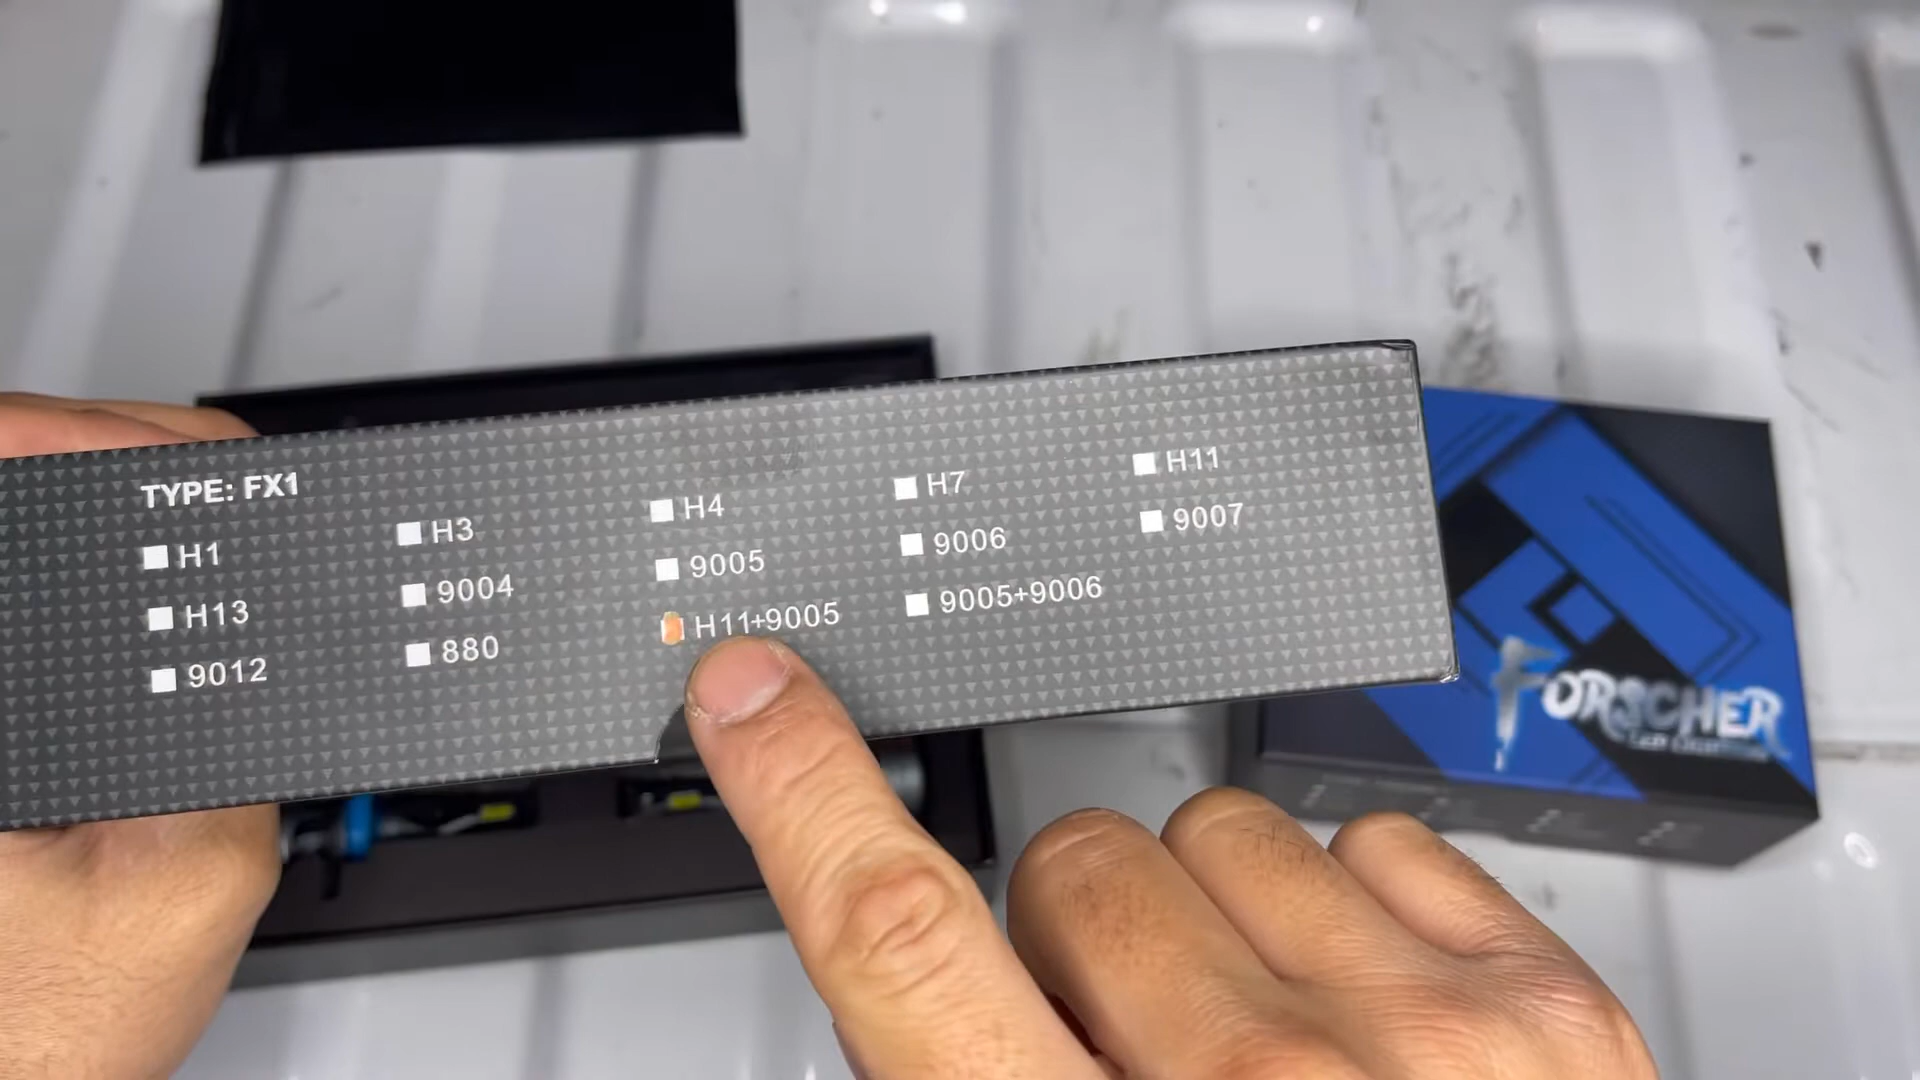 TYPE: FX1
H1 H3 H4 H7 H11
H13 9004 9005 9006 9007
9012 880 H11+9005 9005+9006
FORSCHER